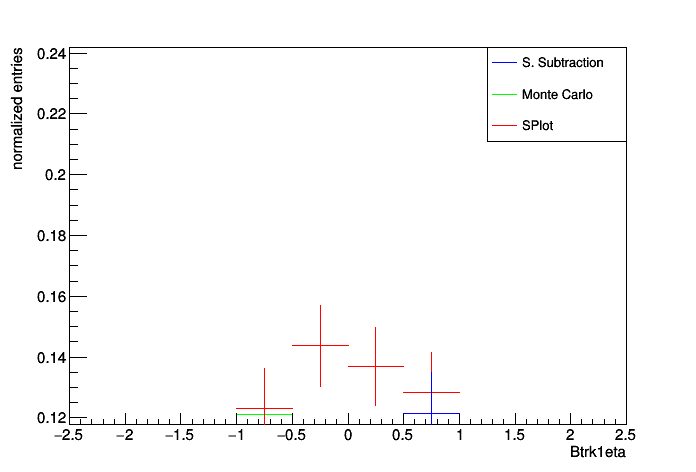 normalized entries
0.24
0.22
0.2
0.18
0.16
0.14
0.12
S. Subtraction
Monte Carlo
SPlot
−2.5 −2 −1.5 −1 −0.5 0 0.5 1 1.5 2 2.5
Btrk1eta